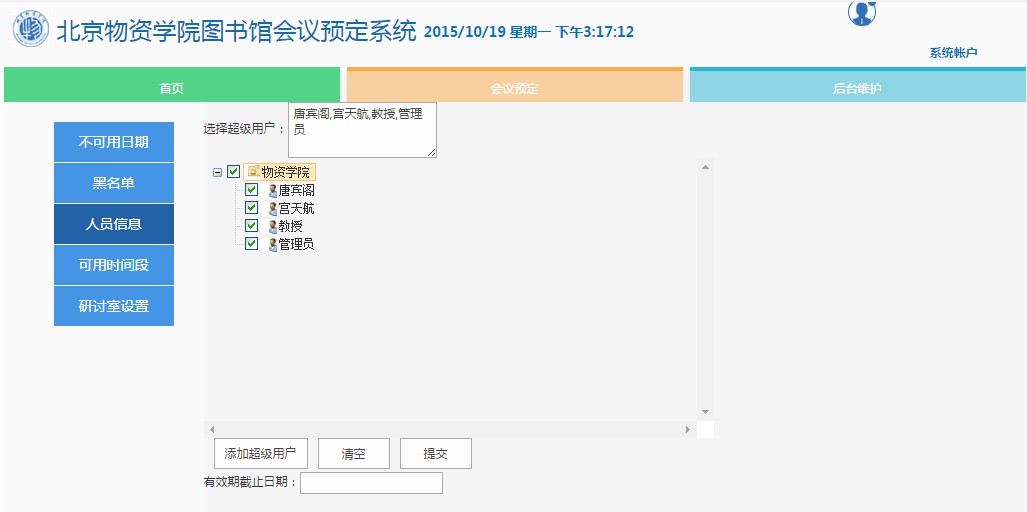 北京物资学院图书馆会议预定系统 2015/10/19 星期一 下午3:17:12
系统帐户
首页
会议预定
后台维护
不可用日期
黑名单
人员信息
可用时间段
研讨室设置
选择超级用户：
唐宾阁,宫天航,教授,管理
员
物资学院
唐宾阁
宫天航
教授
管理员
添加超级用户
清空
提交
有效期截止日期：